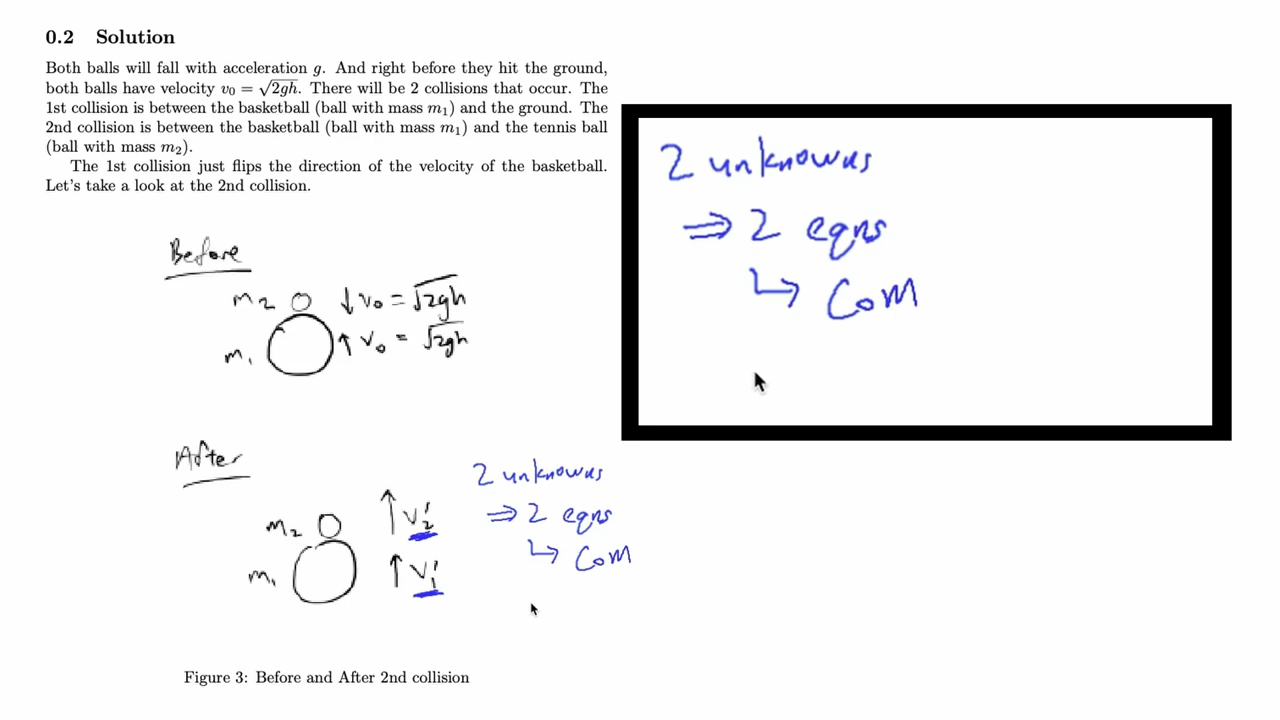 0.2 Solution
Both balls will fall with acceleration g. And right before they hit the ground,
both balls have velocity v₀ = √2gh. There will be 2 collisions that occur. The
1st collision is between the basketball (ball with mass m₁) and the ground. The
2nd collision is between the basketball (ball with mass m₁) and the tennis ball
(ball with mass m₂).
The 1st collision just flips the direction of the velocity of the basketball.
Let's take a look at the 2nd collision.
Before
m₂ ↓ v₀ = √2gh
m₁ ↑ v₀ = √2gh
After
m₂ ↑ v₂'
m₁ ↑ v₁'
2 unknowns
⇒ 2 eqns
↳ CoM
Figure 3: Before and After 2nd collision
2 unknowns
⇒ 2 eqns
↳ CoM